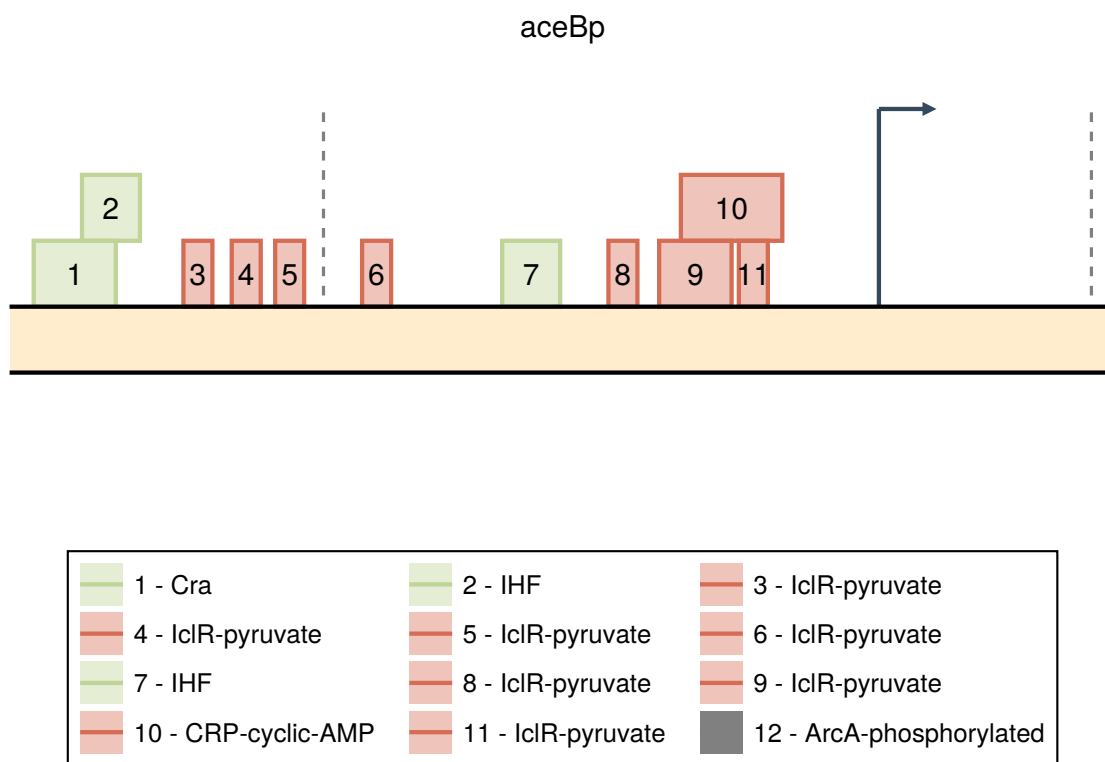 aceBp
2
10
1
3
4
5
6
7
8
9
11
1 - Cra
2 - IHF
3 - IclR-pyruvate
4 - IclR-pyruvate
5 - IclR-pyruvate
6 - IclR-pyruvate
7 - IHF
8 - IclR-pyruvate
9 - IclR-pyruvate
10 - CRP-cyclic-AMP
11 - IclR-pyruvate
12 - ArcA-phosphorylated